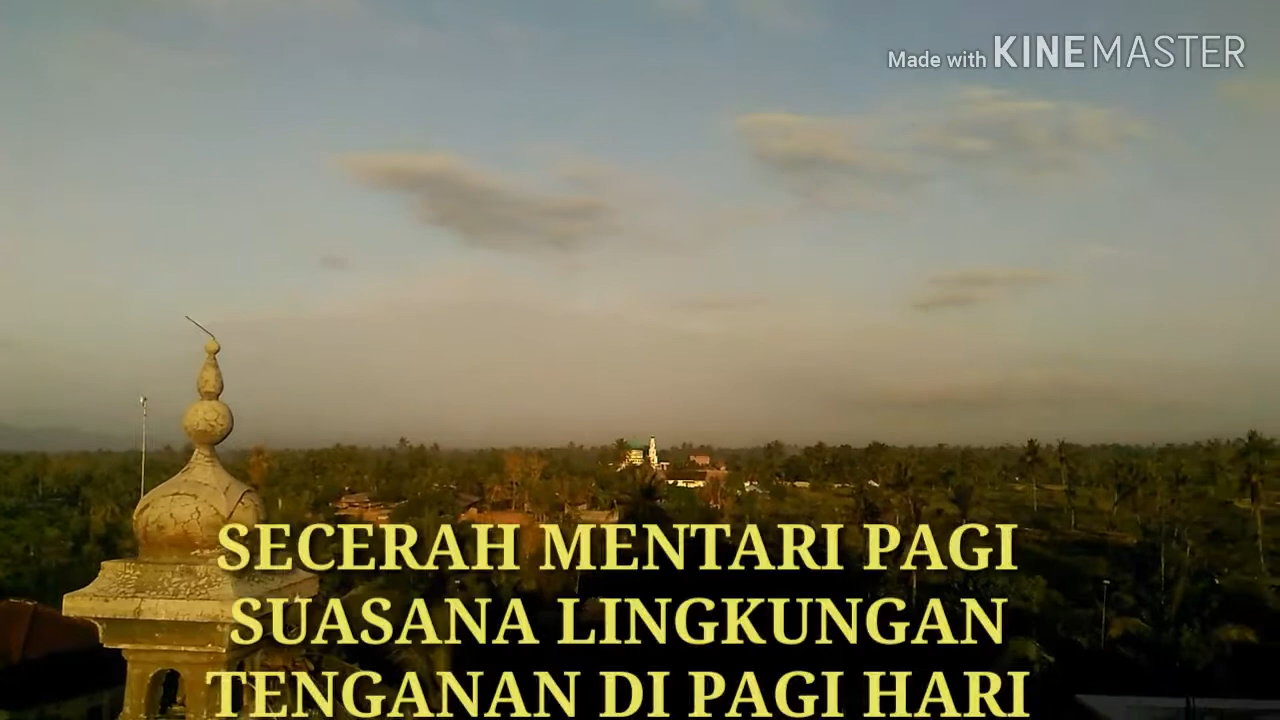 Made with KINEMASTER
SECERAH MENTARI PAGI
SUASANA LINGKUNGAN
TENGANAN DI PAGI HARI